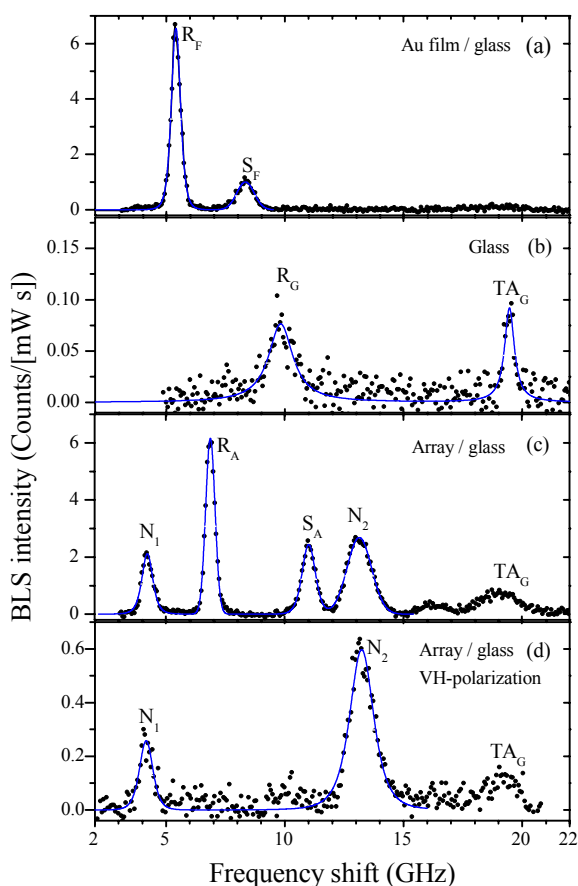 BLS intensity (Counts/[mW s])
R_F
Au film / glass
(a)
S_F
6
4
2
0
Glass
(b)
0.15
0.10
0.05
0.00
R_G
TA_G
Array / glass
(c)
6
4
2
0
N_1
R_A
S_A
N_2
TA_G
Array / glass
(d)
VH-polarization
0.6
0.4
0.2
0.0
N_1
N_2
TA_G
2 5 10 15 20 22
Frequency shift (GHz)